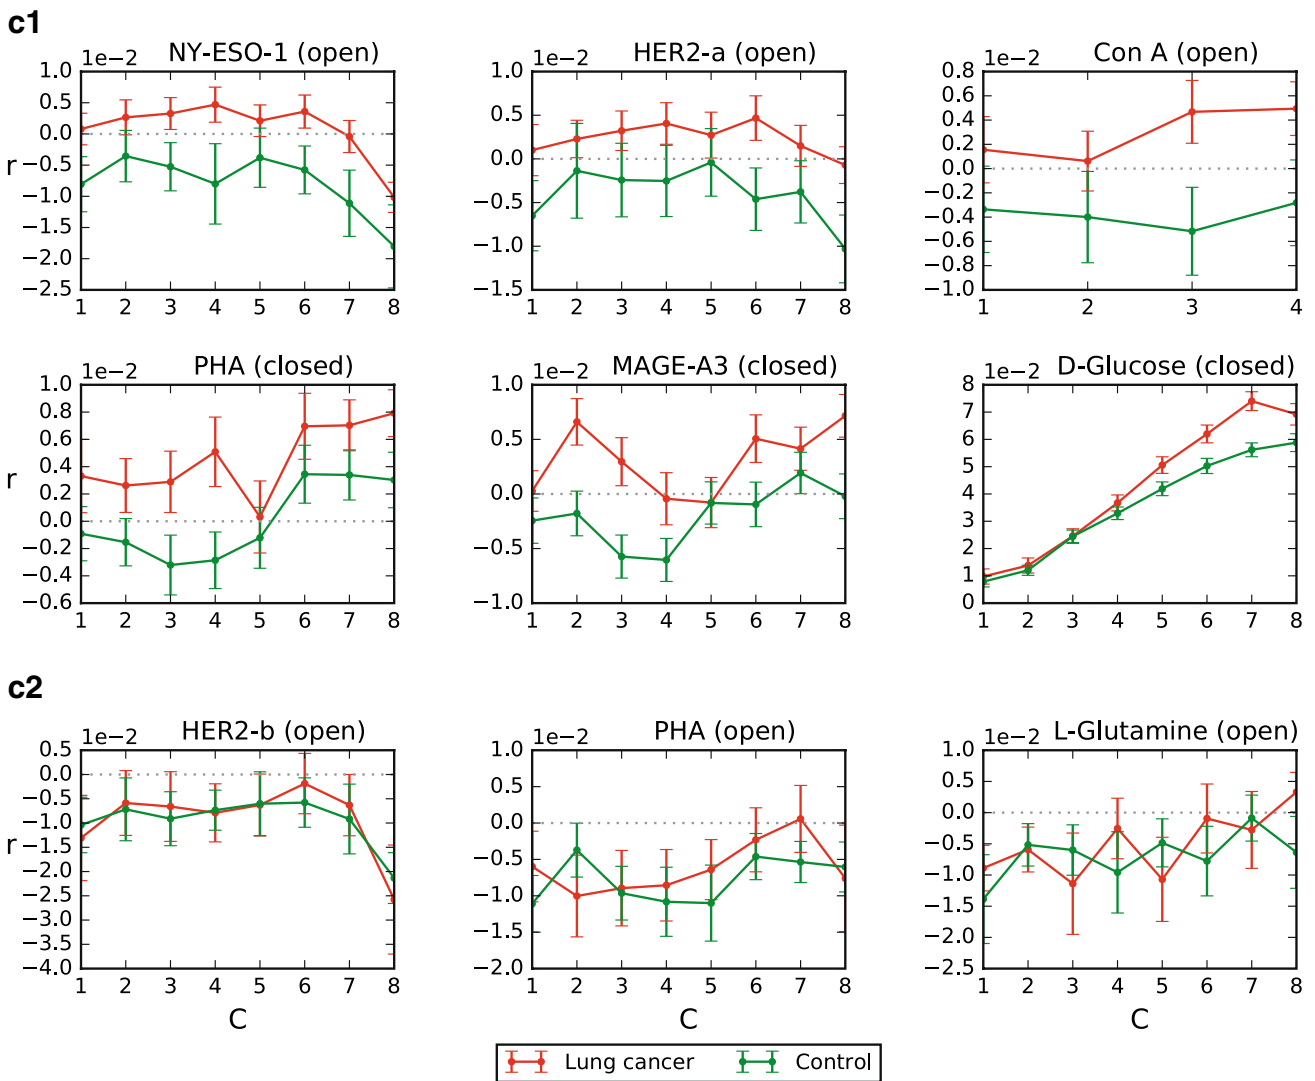 c1
NY-ESO-1 (open)
1e−2
1.0
0.5
0.0
−0.5
−1.0
−1.5
−2.0
−2.5
r
1 2 3 4 5 6 7 8
HER2-a (open)
1e−2
1.0
0.5
0.0
−0.5
−1.0
−1.5
1 2 3 4 5 6 7 8
Con A (open)
1e−2
0.8
0.6
0.4
0.2
0.0
−0.2
−0.4
−0.6
−0.8
−1.0
1 2 3 4
PHA (closed)
1e−2
1.0
0.8
0.6
0.4
0.2
0.0
−0.2
−0.4
−0.6
r
1 2 3 4 5 6 7 8
MAGE-A3 (closed)
1e−2
1.0
0.5
0.0
−0.5
−1.0
1 2 3 4 5 6 7 8
D-Glucose (closed)
1e−2
8
7
6
5
4
3
2
1
0
1 2 3 4 5 6 7 8
c2
HER2-b (open)
1e−2
0.5
0.0
−0.5
−1.0
−1.5
−2.0
−2.5
−3.0
−3.5
−4.0
r
1 2 3 4 5 6 7 8
C
PHA (open)
1e−2
1.0
0.5
0.0
−0.5
−1.0
−1.5
−2.0
1 2 3 4 5 6 7 8
C
L-Glutamine (open)
1e−2
1.0
0.5
0.0
−0.5
−1.0
−1.5
−2.0
−2.5
1 2 3 4 5 6 7 8
C
Lung cancer Control